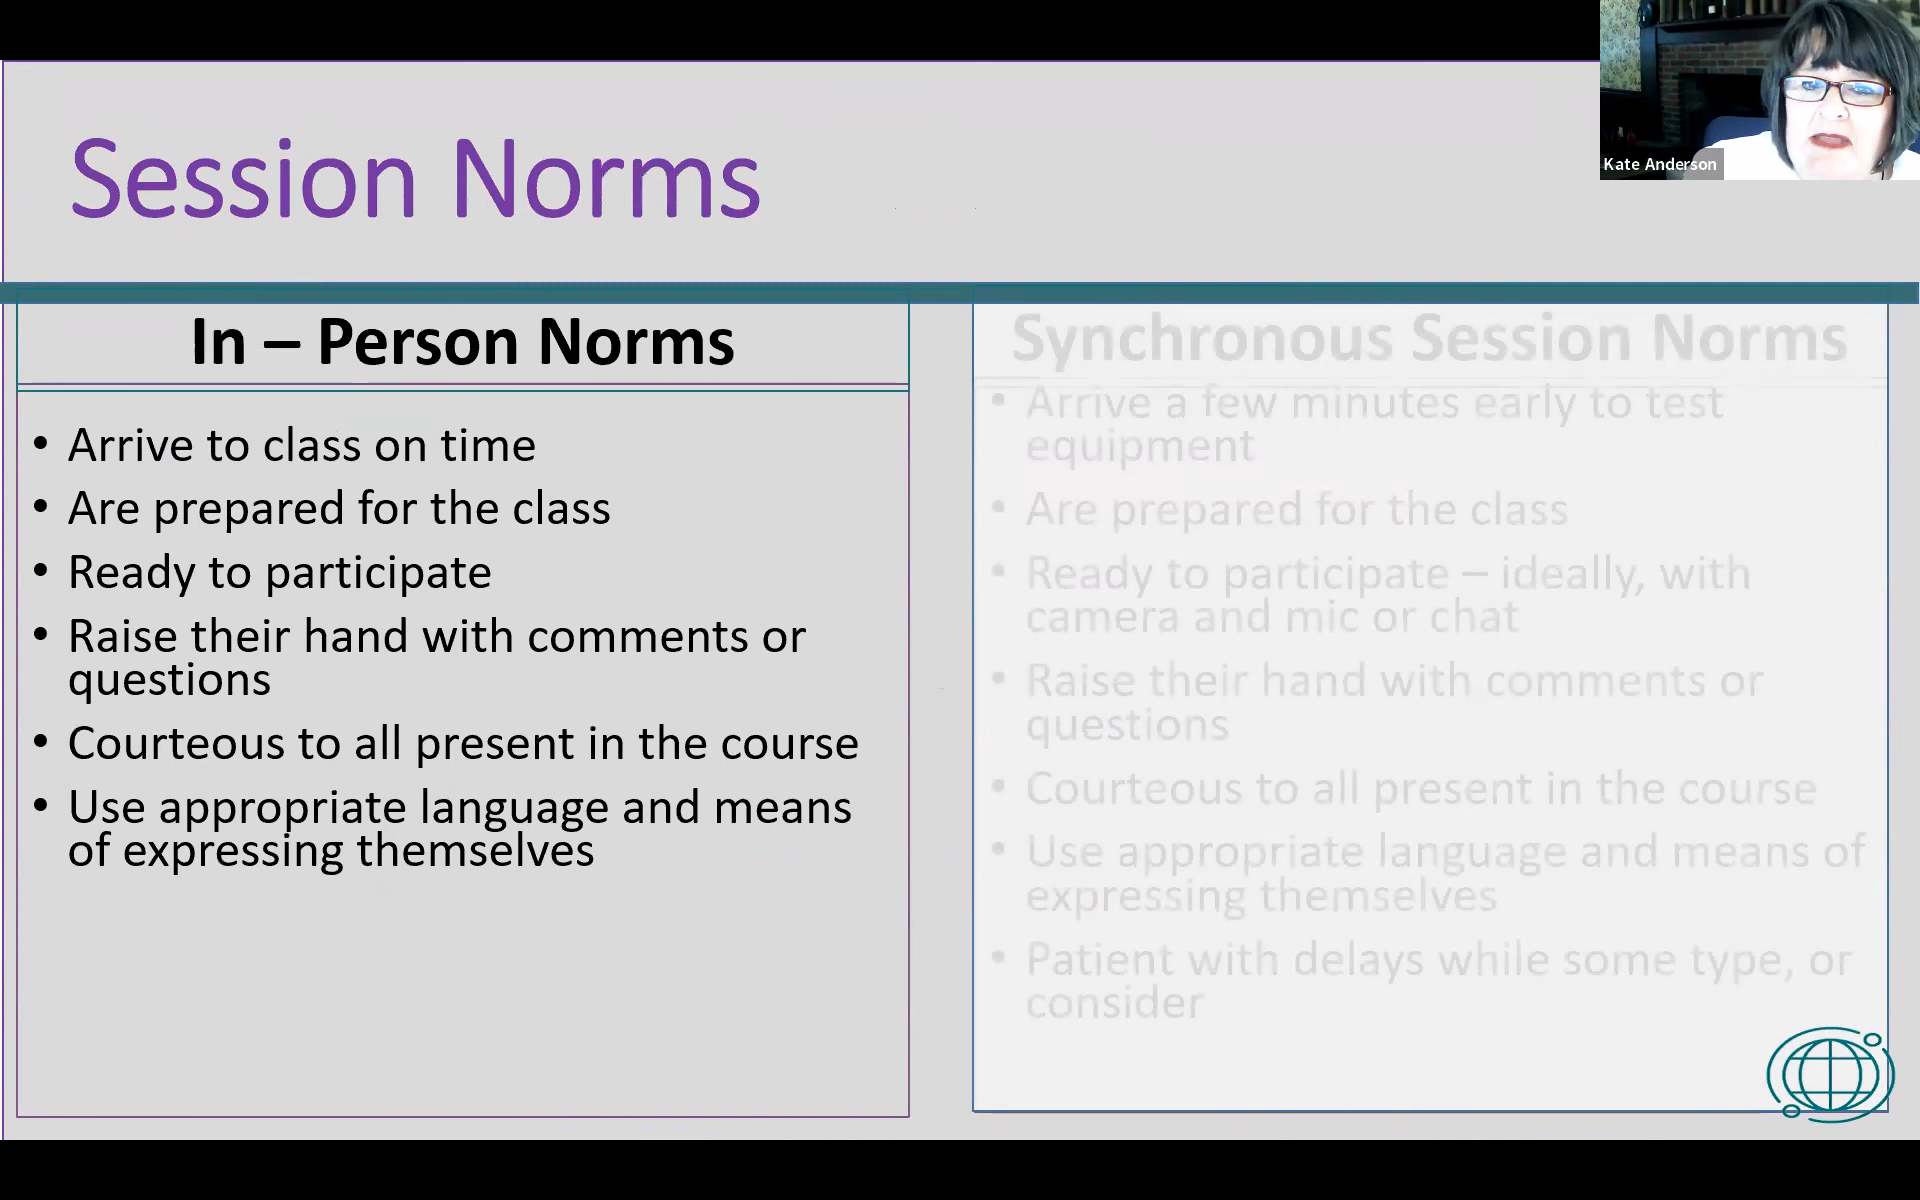 Session Norms
Kate Anderson
In – Person Norms
• Arrive to class on time
• Are prepared for the class
• Ready to participate
• Raise their hand with comments or
questions
• Courteous to all present in the course
• Use appropriate language and means
of expressing themselves
Synchronous Session Norms
• Arrive a few minutes early to test
equipment
• Are prepared for the class
• Ready to participate – ideally, with
camera and mic or chat
• Raise their hand with comments or
questions
• Courteous to all present in the course
• Use appropriate language and means of
expressing themselves
• Patient with delays while some type, or
consider